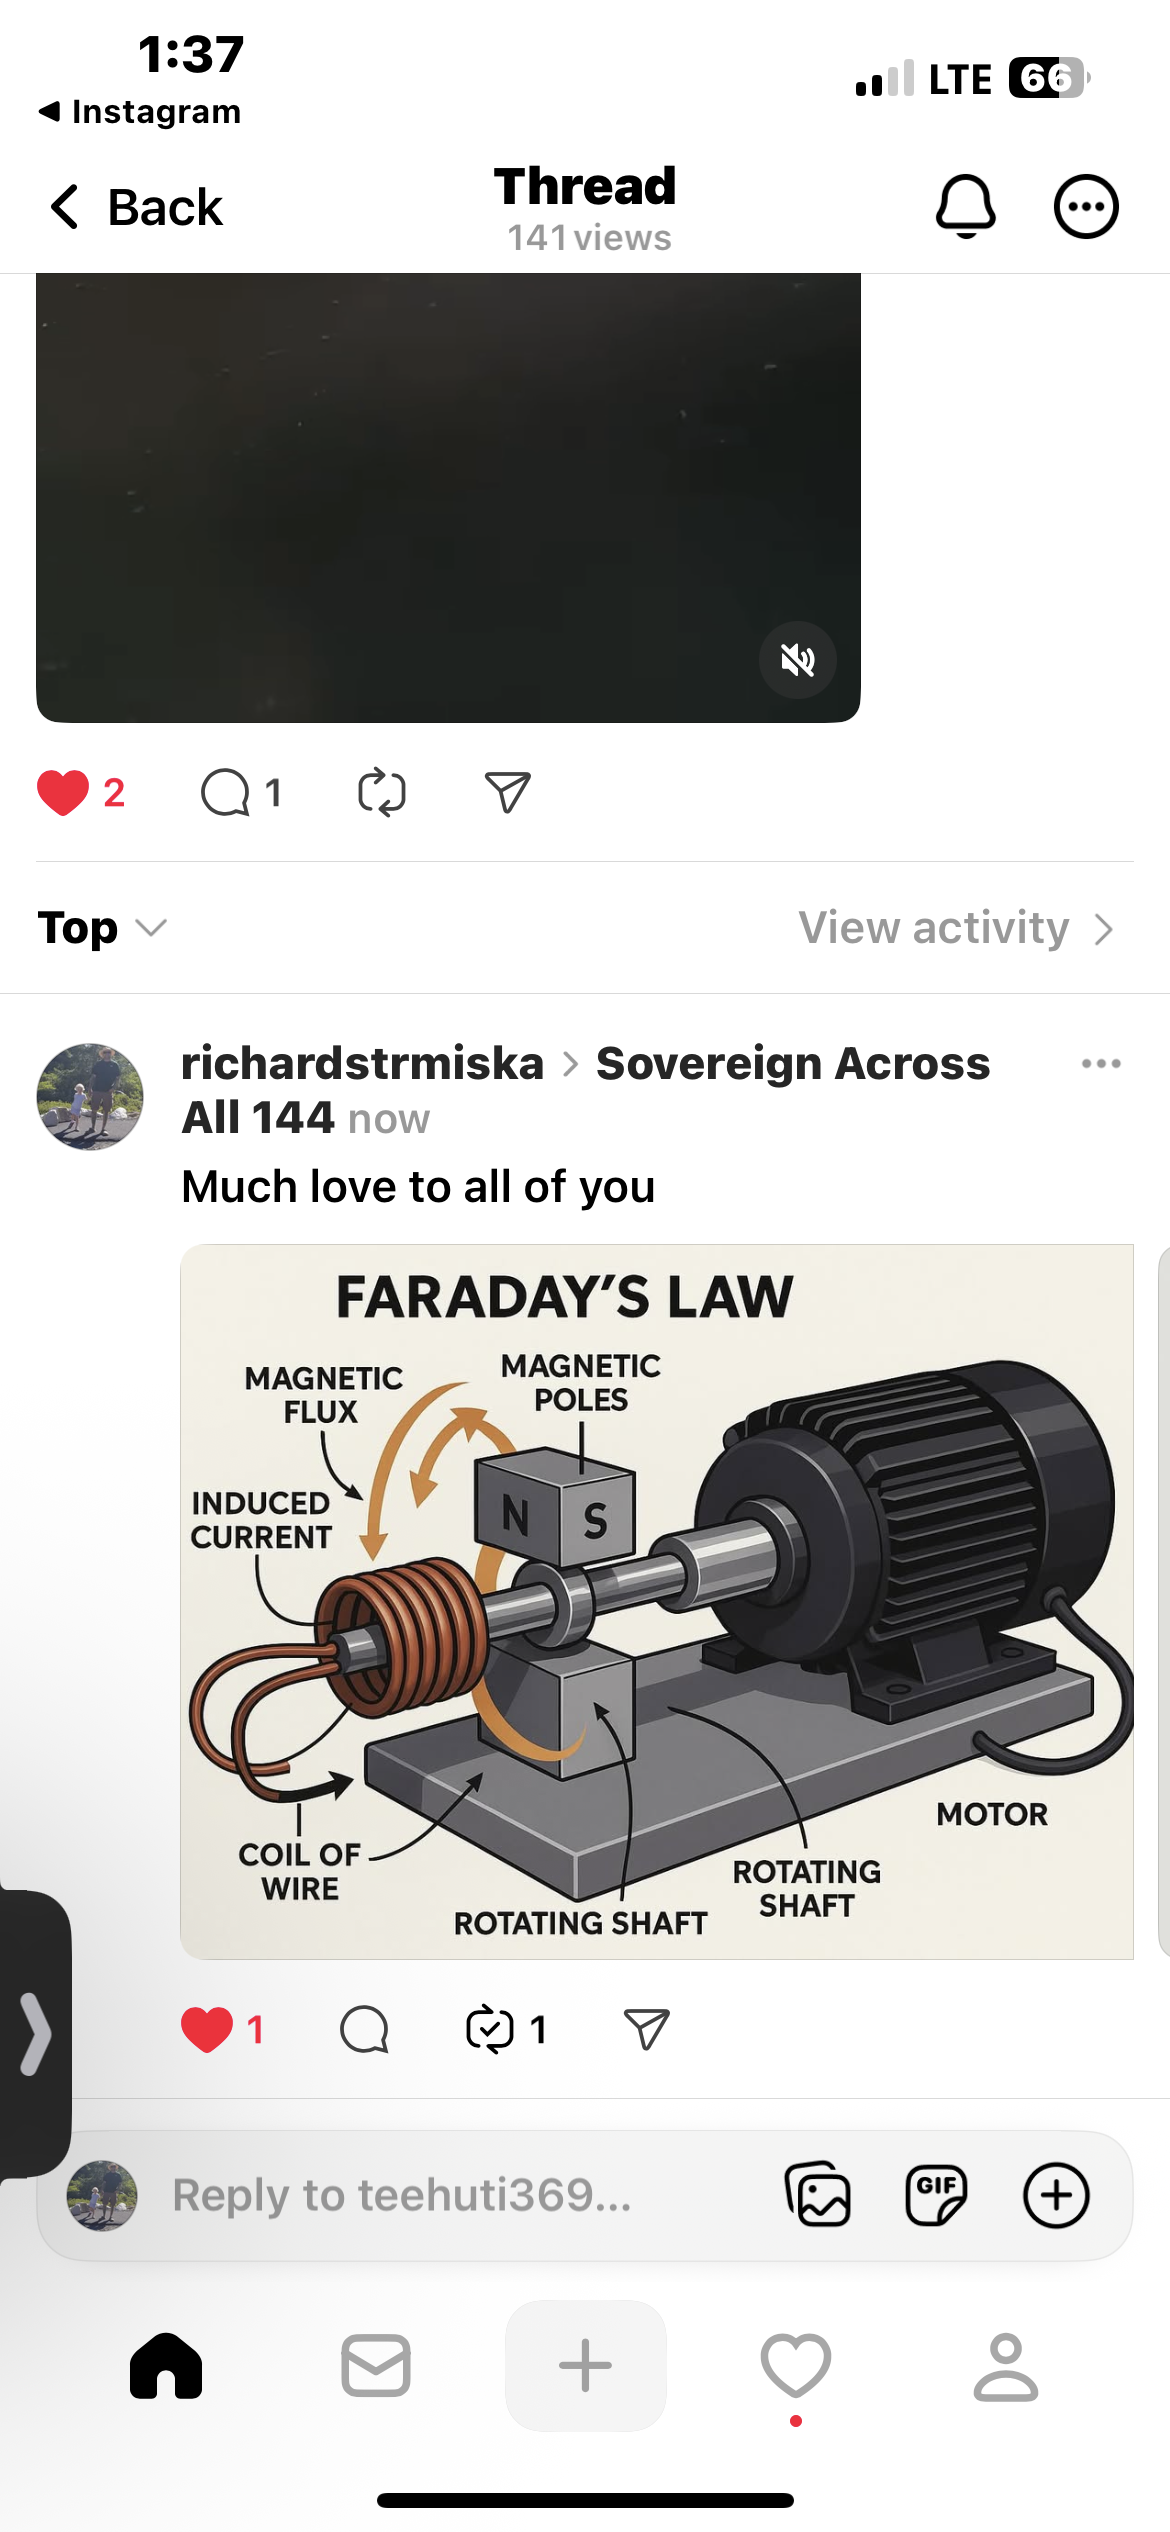 1:37
LTE 66
Instagram
Back
Thread
141 views
2
1
Top
View activity
richardstrmiska > Sovereign Across
All 144 now
Much love to all of you
FARADAY'S LAW
MAGNETIC
FLUX
MAGNETIC
POLES
INDUCED
CURRENT
N S
MOTOR
COIL OF
WIRE
ROTATING
SHAFT
ROTATING SHAFT
1
1
Reply to teehuti369...
GIF